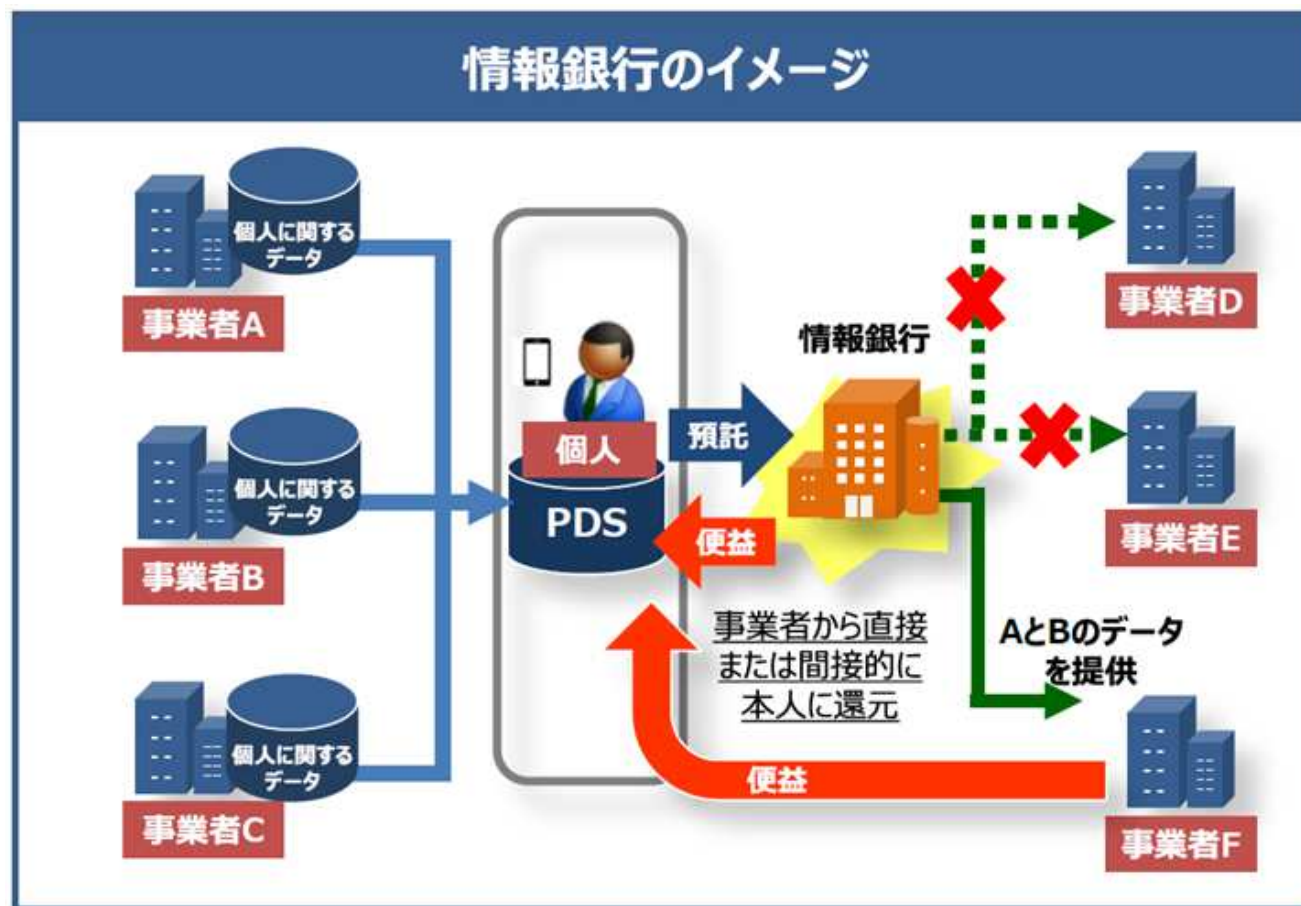 情報銀行のイメージ
個人に関する
データ
事業者A
個人に関する
データ
事業者B
個人に関する
データ
事業者C
個人
PDS
預託
便益
情報銀行
事業者から直接
または間接的に
本人に還元
便益
事業者D
事業者E
AとBのデータ
を提供
事業者F